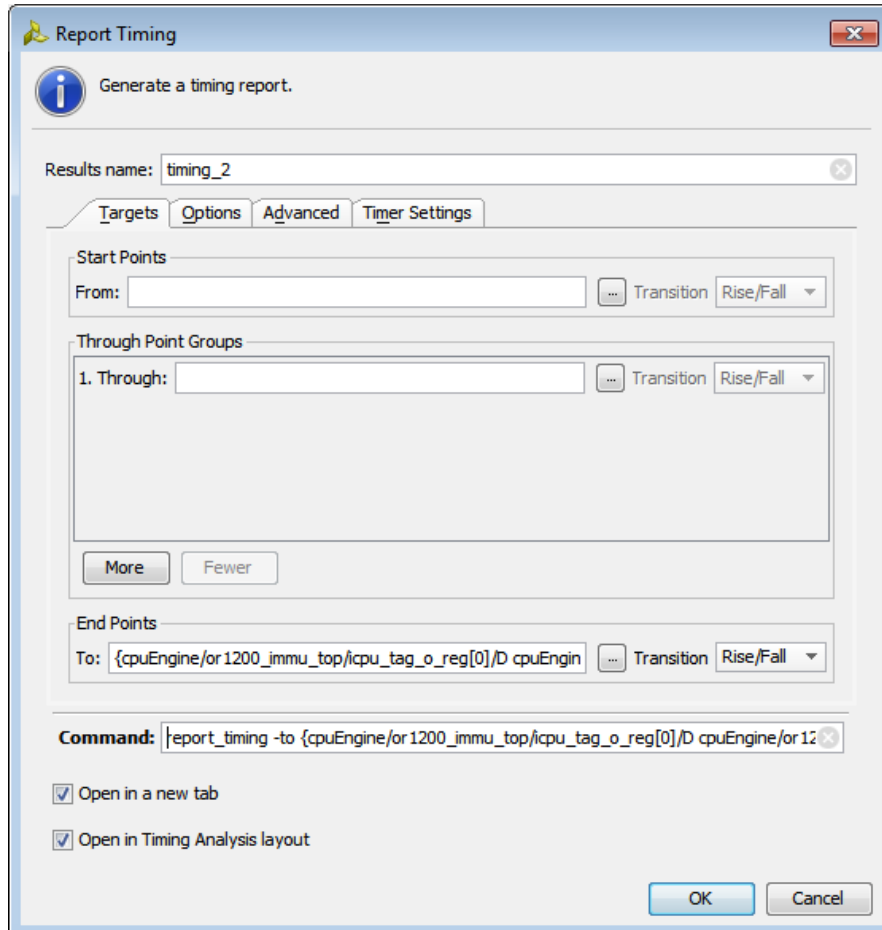 Report Timing
Generate a timing report.
Results name: timing_2
Targets Options Advanced Timer Settings
Start Points
From: ... Transition Rise/Fall
Through Point Groups
1. Through: ... Transition Rise/Fall
More Fewer
End Points
To: {cpuEngine/or1200_immu_top/icpu_tag_o_reg[0]/D cpuEngin ... Transition Rise/Fall
Command: report_timing -to {cpuEngine/or1200_immu_top/icpu_tag_o_reg[0]/D cpuEngine/or12
Open in a new tab
Open in Timing Analysis layout
OK Cancel